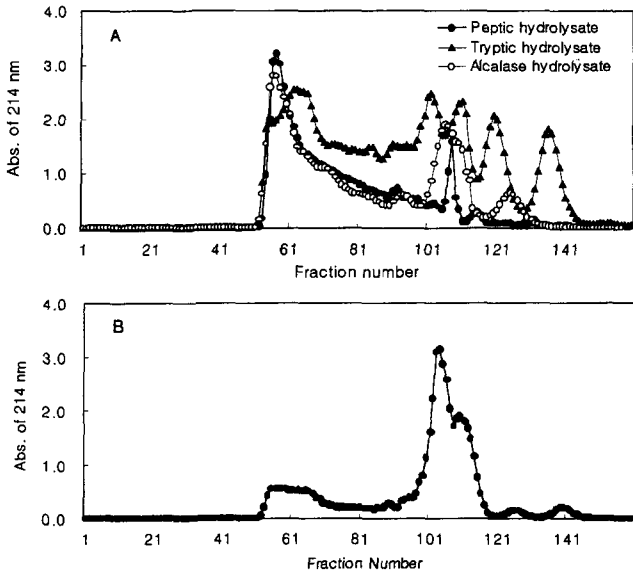 A
Peptic hydrolysate
Tryptic hydrolysate
Alcalase hydrolysate
4.0
3.0
2.0
1.0
0.0
Abs. of 214 nm
1 21 41 61 81 101 121 141
Fraction number
B
4.0
3.0
2.0
1.0
0.0
Abs. of 214 nm
1 21 41 61 81 101 121 141
Fraction Number